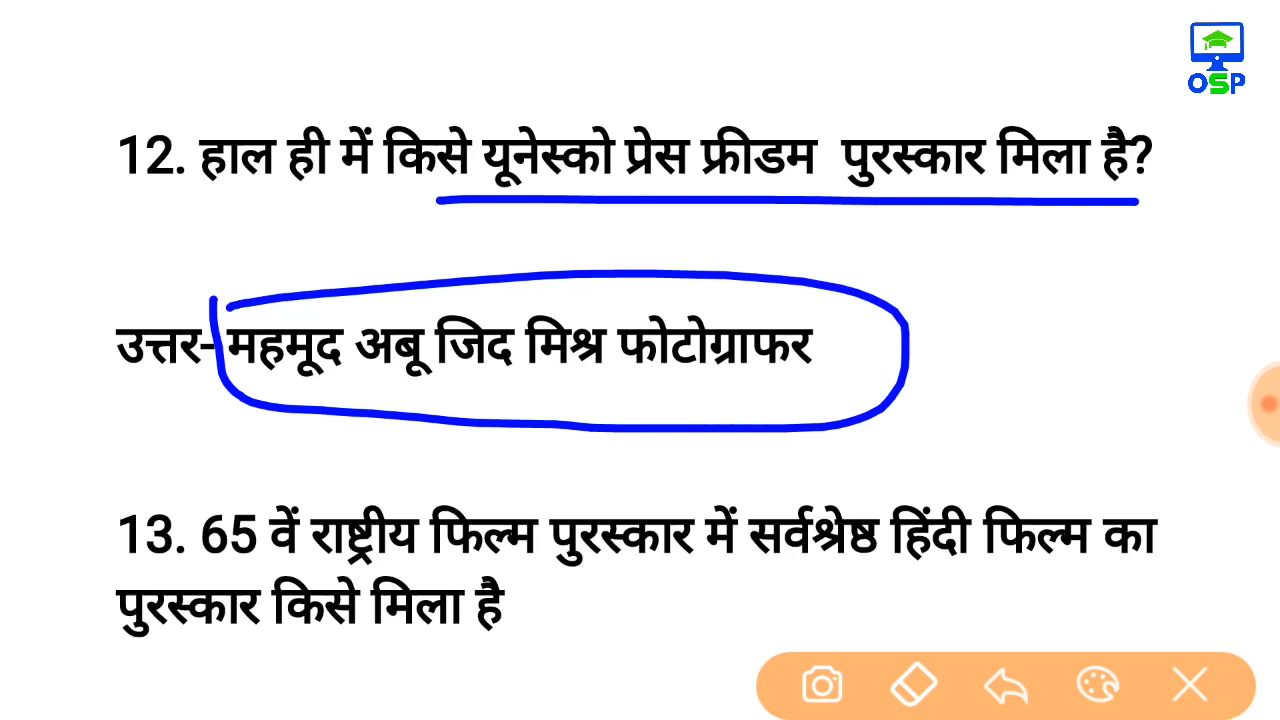 OSP
12. हाल ही में किसे यूनेस्को प्रेस फ्रीडम पुरस्कार मिला है?
उत्तर- महमूद अबू जिद मिश्र फोटोग्राफर
13. 65 वें राष्ट्रीय फिल्म पुरस्कार में सर्वश्रेष्ठ हिंदी फिल्म का
पुरस्कार किसे मिला है